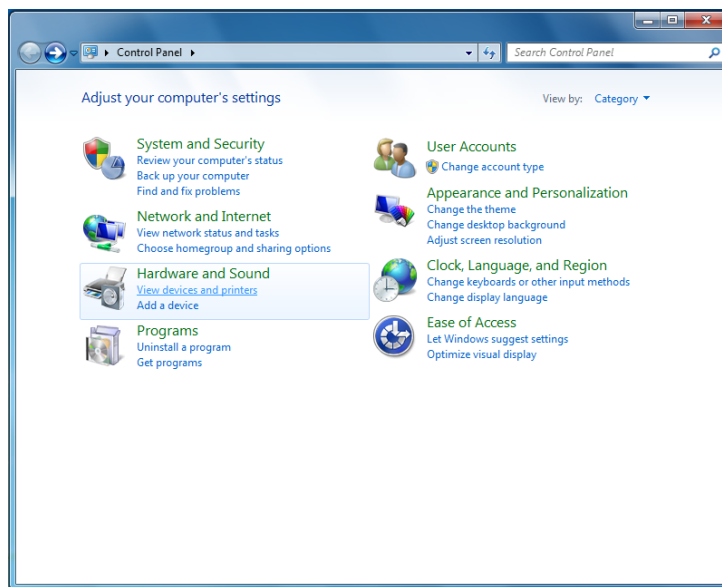 Control Panel
Search Control Panel
Adjust your computer's settings
View by: Category
System and Security
Review your computer's status
Back up your computer
Find and fix problems
Network and Internet
View network status and tasks
Choose homegroup and sharing options
Hardware and Sound
View devices and printers
Add a device
Programs
Uninstall a program
Get programs
User Accounts
Change account type
Appearance and Personalization
Change the theme
Change desktop background
Adjust screen resolution
Clock, Language, and Region
Change keyboards or other input methods
Change display language
Ease of Access
Let Windows suggest settings
Optimize visual display